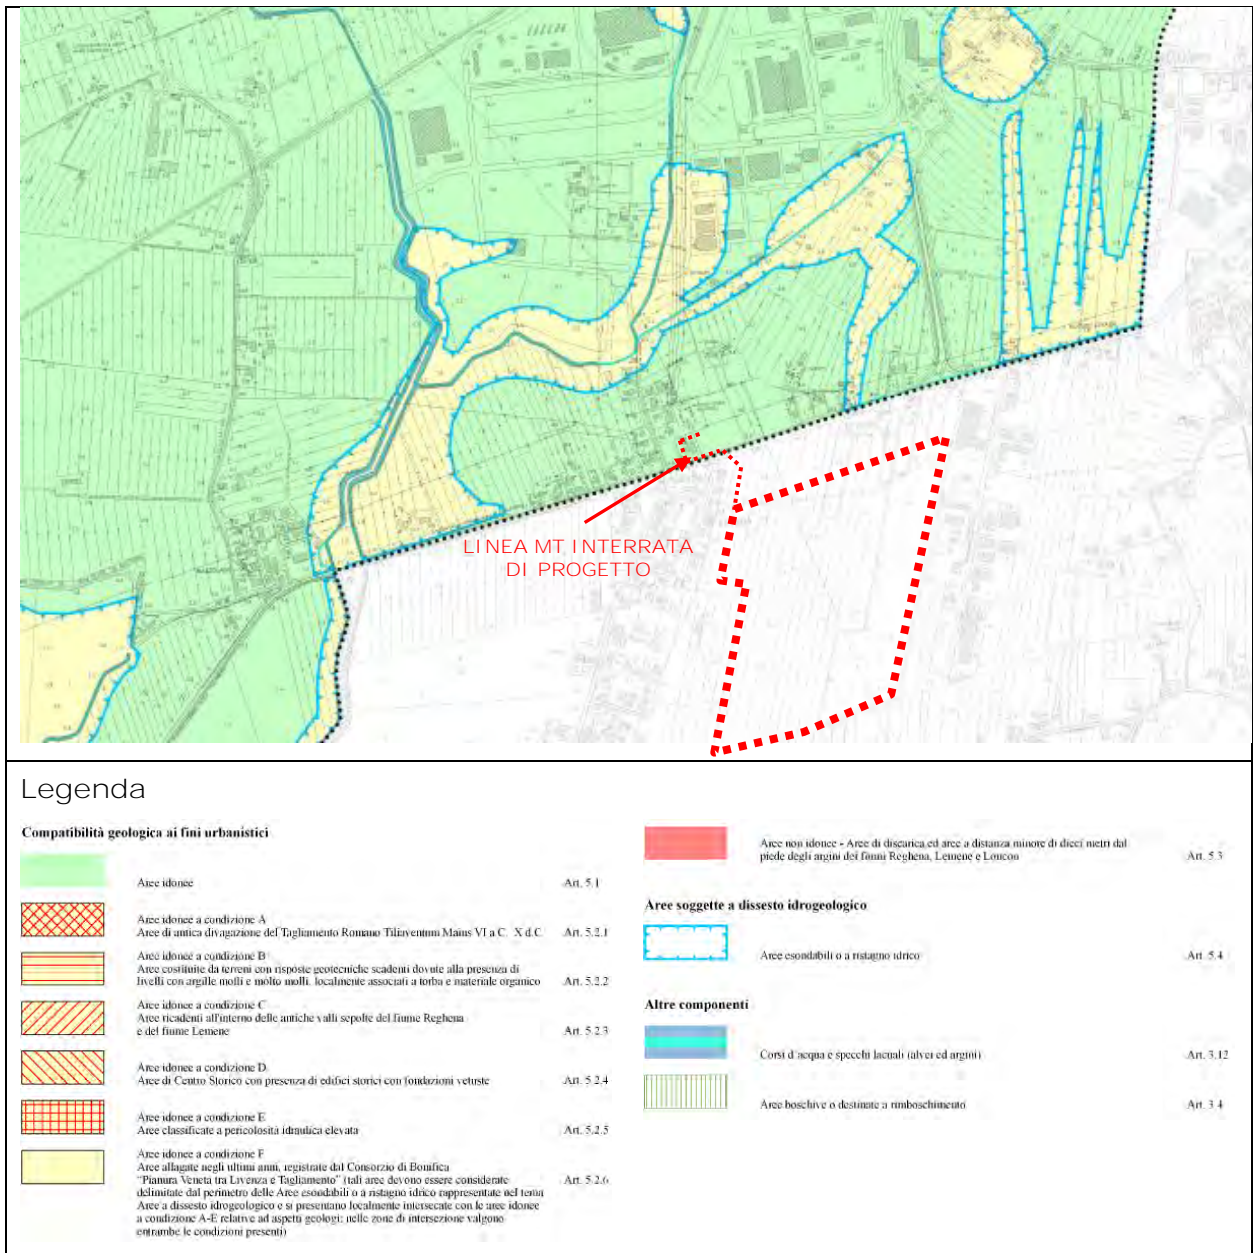 LINEA MT INTERRATA
DI PROGETTO
Legenda
Compatibilità geologica ai fini urbanistici
Aree idonee Art. 5.1
Aree idonee a condizione A
Aree di antica divagazione del Tagliamento Romano Tiliaventum Maius VI a C. X d.C. Art. 5.2.1
Aree idonee a condizione B
Aree costituite da terreni con risposte geotecniche scadenti dovute alla presenza di
livelli con argille molli e molto molli, localmente associati a torba e materiale organico Art. 5.2.2
Aree idonee a condizione C
Aree ricadenti all'interno delle antiche valli sepolte del fiume Reghena
e del fiume Lemene Art. 5.2.3
Aree idonee a condizione D
Aree di Centro Storico con presenza di edifici storici con fondazioni vetuste Art. 5.2.4
Aree idonee a condizione E
Aree classificate a pericolosità idraulica elevata Art. 5.2.5
Aree idonee a condizione F
Aree allagate negli ultimi anni, registrate dal Consorzio di Bonifica
"Pianura Veneta tra Livenza e Tagliamento" (tali aree devono essere considerate Art. 5.2.6
delimitate dal perimetro delle Aree esondabili o a ristagno idrico rappresentate nel tema
Aree a dissesto idrogeologico e si presentano localmente intersecate con le aree idonee
a condizione A-E relative ad aspetti geologi: nelle zone di intersezione valgono
entrambe le condizioni presenti)
Aree non idonee - Aree di discarica ed aree a distanza minore di dieci metri dal
piede degli argini dei fiumi Reghena, Lemene e Loncon Art. 5.3
Aree soggette a dissesto idrogeologico
Aree esondabili o a ristagno idrico Art. 5.4
Altre componenti
Corsi d'acqua e specchi lacuali (alvei ed argini) Art. 3.12
Aree boschive o destinate a rimboschimento Art. 3.4